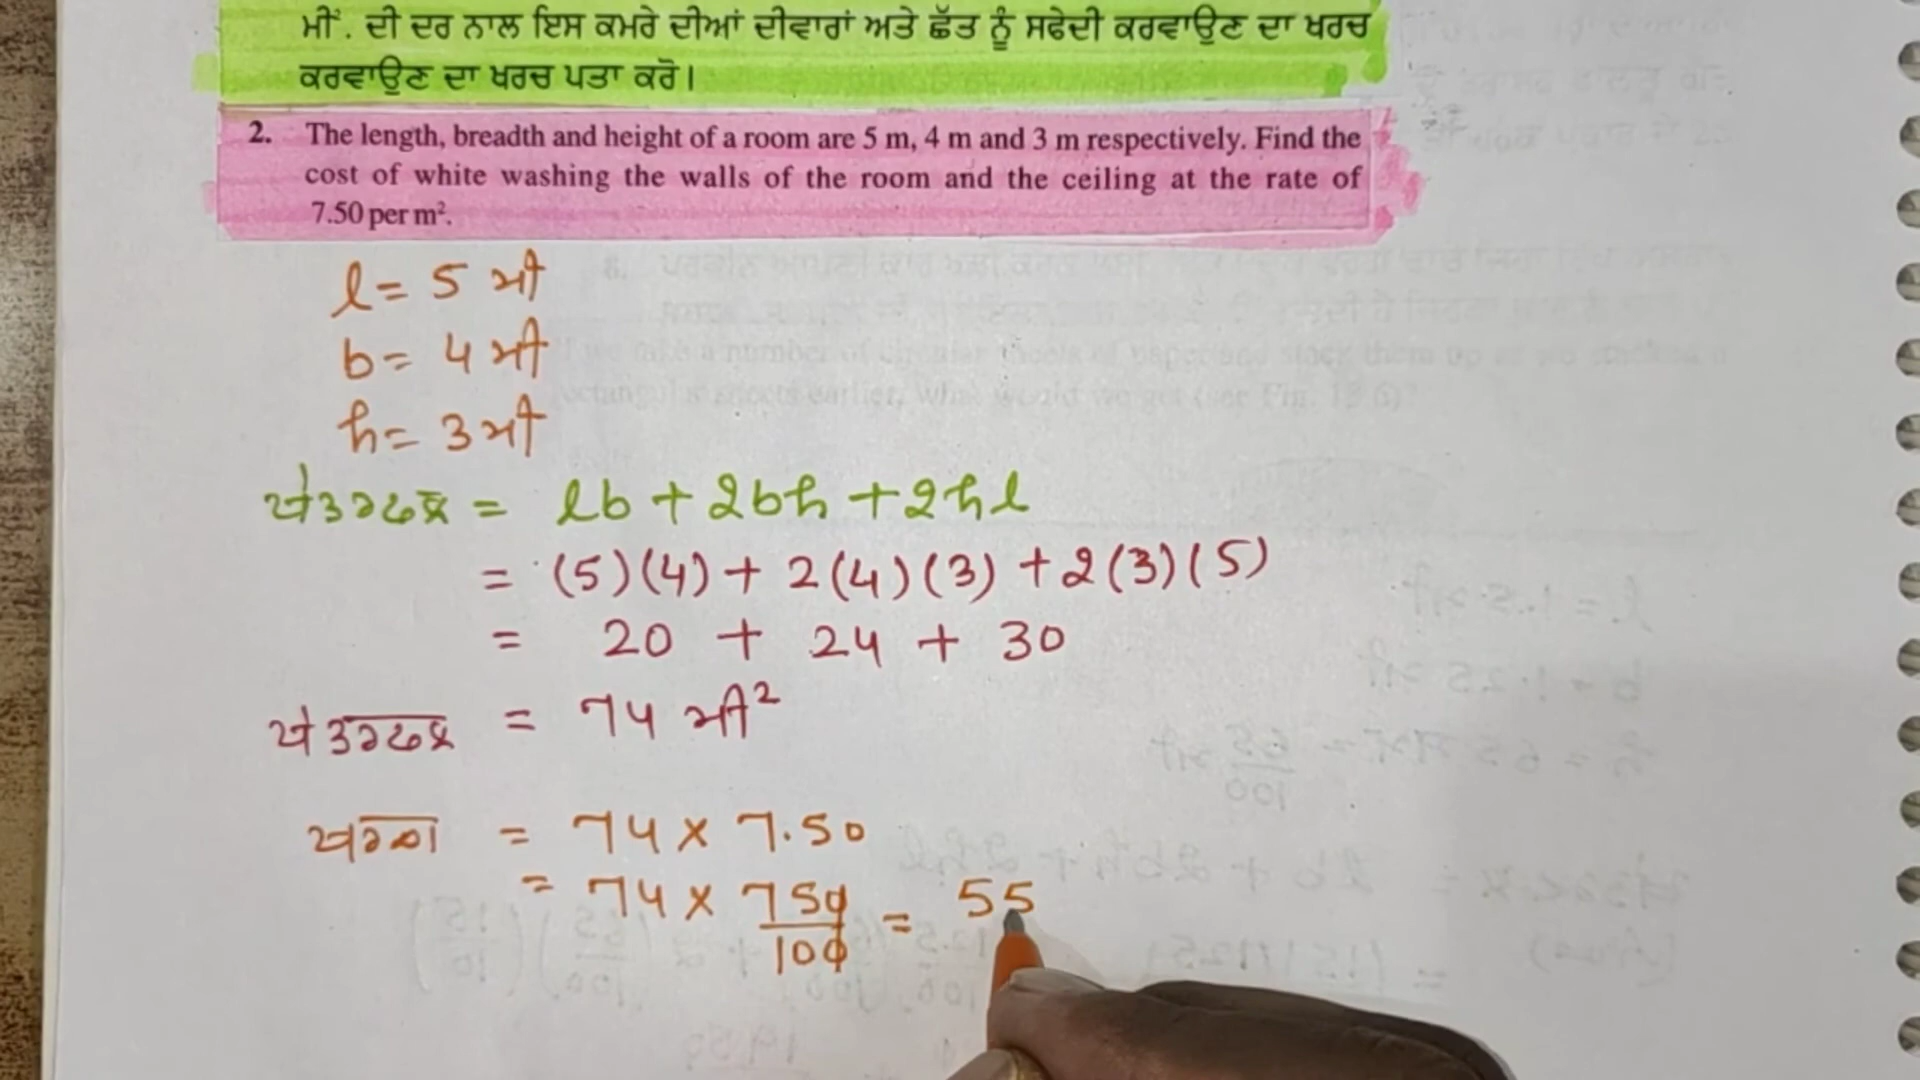 ਮੀਂ². ਦੀ ਦਰ ਨਾਲ ਇਸ ਕਮਰੇ ਦੀਆਂ ਦੀਵਾਰਾਂ ਅਤੇ ਛੱਤ ਨੂੰ ਸਫੇਦੀ ਕਰਵਾਉਣ ਦਾ ਖਰਚ
ਕਰਵਾਉਣ ਦਾ ਖਰਚ ਪਤਾ ਕਰੋ।
2. The length, breadth and height of a room are 5 m, 4 m and 3 m respectively. Find the
cost of white washing the walls of the room and the ceiling at the rate of
7.50 per m².
l = 5 ਮੀ
b = 4 ਮੀ
h = 3 ਮੀ
ਖੇਤਰਫਲ = lb + 2bh + 2hl
= (5)(4) + 2(4)(3) + 2(3)(5)
= 20 + 24 + 30
ਖੇਤਰਫਲ = 74 ਮੀ²
ਖਰਚਾ = 74 × 7.50
= 74 × 750/100 = 55